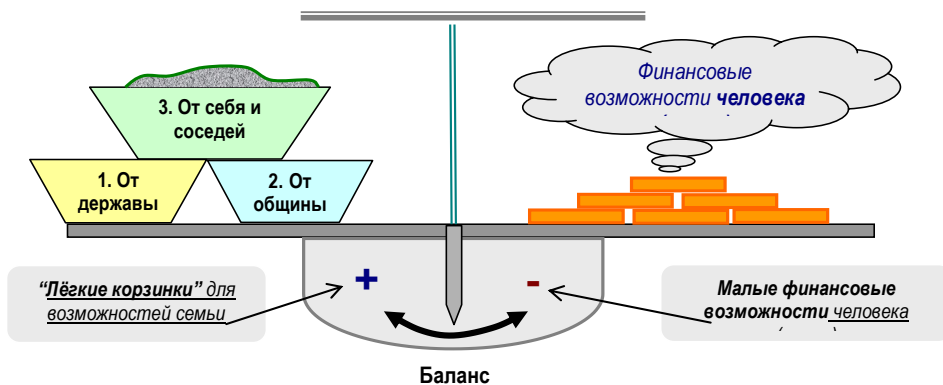 Финансовые
возможности человека
3. От себя и
соседей
1. От
державы
2. От
общины
+
-
“Лёгкие корзинки” для
возможностей семьи
Малые финансовые
возможности человека
Баланс